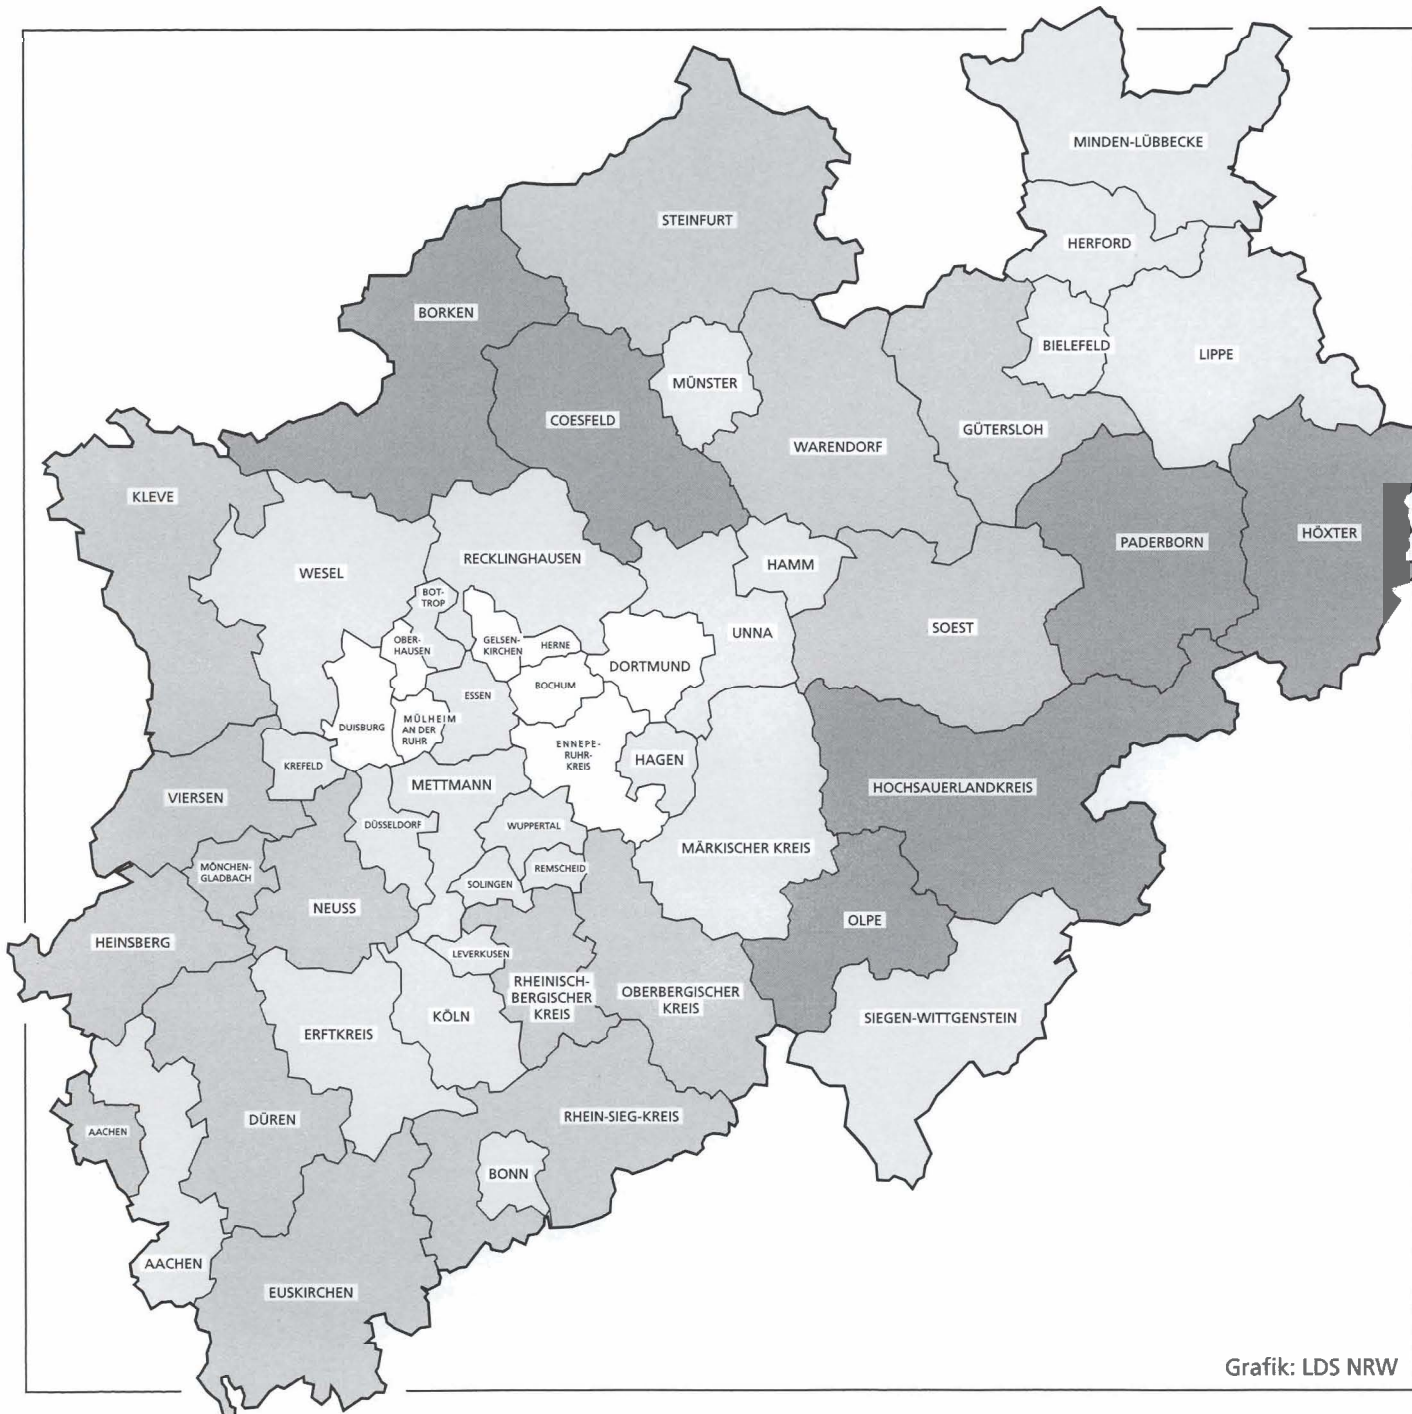 MINDEN-LÜBBECKE
STEINFURT
HERFORD
BORKEN
BIELEFELD
LIPPE
MÜNSTER
COESFELD
GÜTERSLOH
WARENDORF
KLEVE
HÖXTER
PADERBORN
RECKLINGHAUSEN
HAMM
WESEL
BOT-
TROP
UNNA
SOEST
OBER-
HAUSEN
GELSEN-
KIRCHEN
HERNE
DORTMUND
BOCHUM
ESSEN
DUISBURG
MÜLHEIM
AN DER
RUHR
ENNEPE-
RUHR-
KREIS
HAGEN
KREFELD
METTMANN
HOCHSAUERLANDKREIS
VIERSEN
DÜSSELDORF
WUPPERTAL
MÄRKISCHER KREIS
MÖNCHEN-
GLADBACH
REMSCHEID
SOLINGEN
NEUSS
OLPE
HEINSBERG
LEVERKUSEN
RHEINISCH-
BERGISCHER
KREIS
OBERBERGISCHER
KREIS
KÖLN
SIEGEN-WITTGENSTEIN
ERFTKREIS
DÜREN
RHEIN-SIEG-KREIS
AACHEN
BONN
AACHEN
EUSKIRCHEN
Grafik: LDS NRW